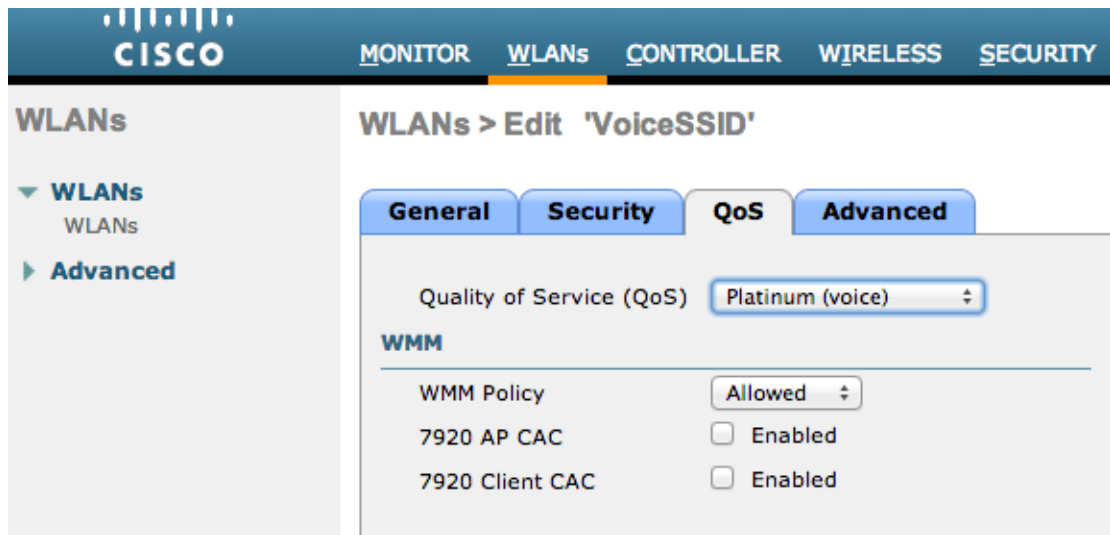 CISCO
MONITOR WLANs CONTROLLER WIRELESS SECURITY
WLANs
WLANs > Edit 'VoiceSSID'
WLANs
WLANs
Advanced
General Security QoS Advanced
Quality of Service (QoS) Platinum (voice)
WMM
WMM Policy Allowed
7920 AP CAC Enabled
7920 Client CAC Enabled